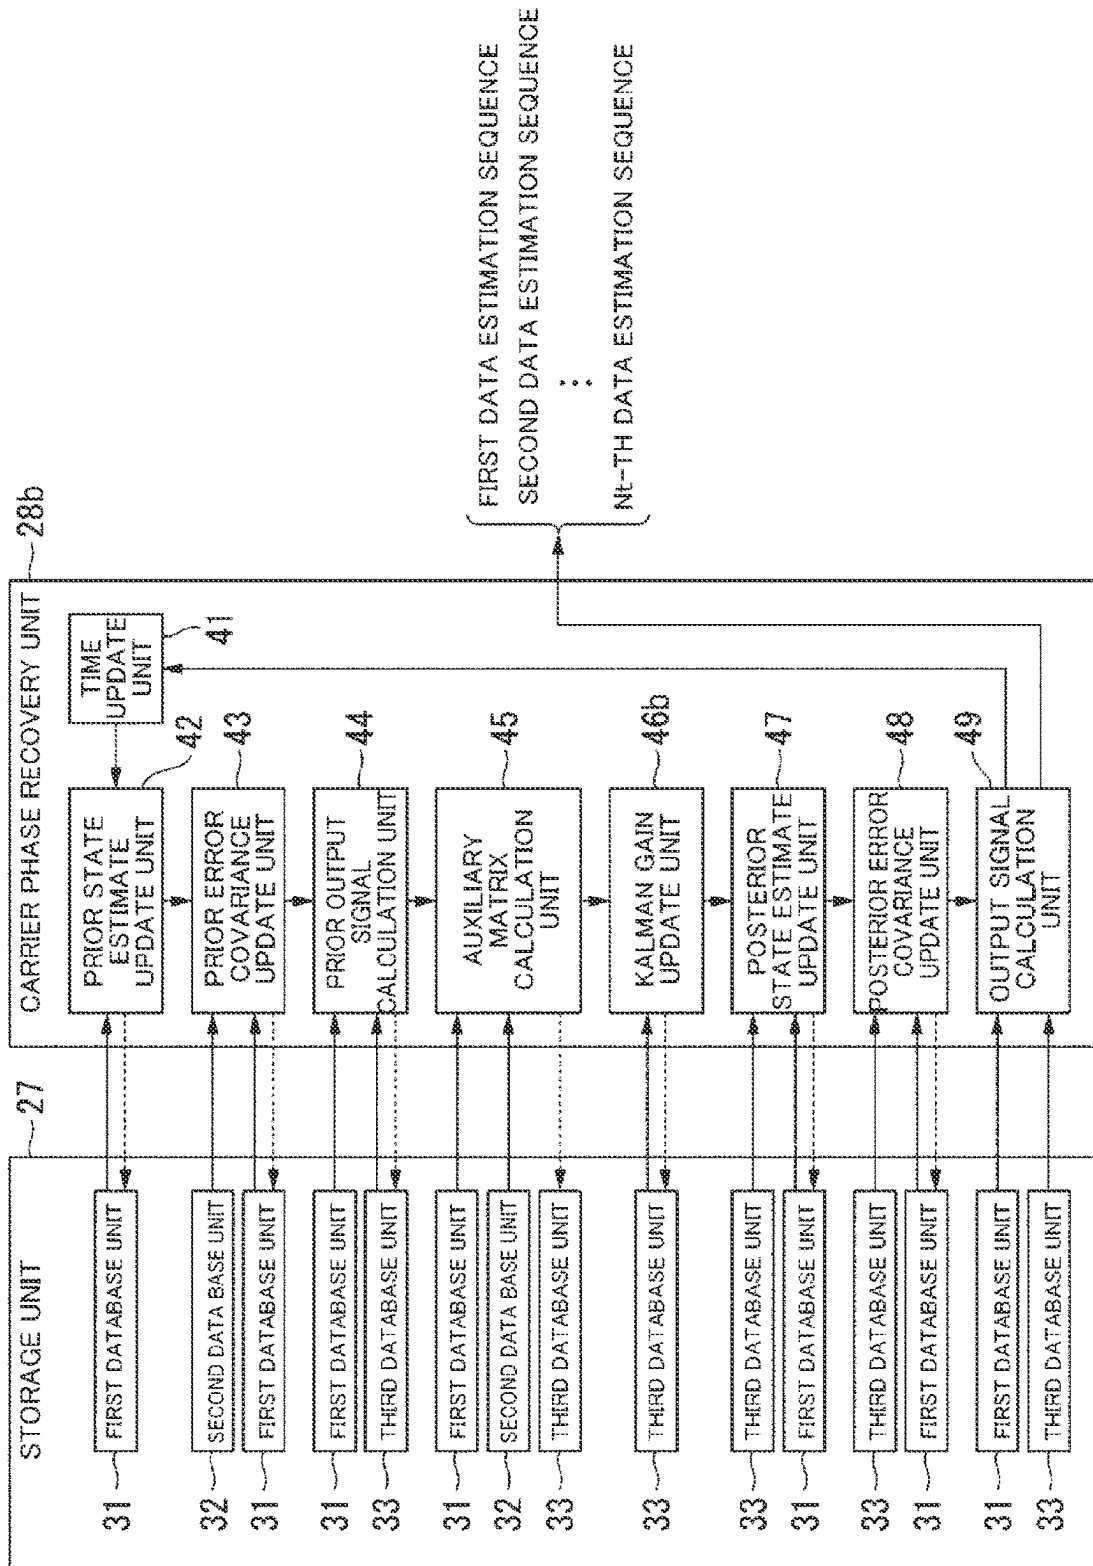 STORAGE UNIT
27
31
FIRST DATABASE UNIT
32
SECOND DATA BASE UNIT
31
FIRST DATABASE UNIT
31
FIRST DATABASE UNIT
33
THIRD DATABASE UNIT
31
FIRST DATABASE UNIT
32
SECOND DATA BASE UNIT
33
THIRD DATABASE UNIT
33
THIRD DATABASE UNIT
33
THIRD DATABASE UNIT
31
FIRST DATABASE UNIT
33
THIRD DATABASE UNIT
31
FIRST DATABASE UNIT
31
FIRST DATABASE UNIT
33
THIRD DATABASE UNIT
CARRIER PHASE RECOVERY UNIT
28b
TIME
UPDATE
UNIT
41
PRIOR STATE
ESTIMATE
UPDATE UNIT
42
PRIOR ERROR
COVARIANCE
UPDATE UNIT
43
PRIOR OUTPUT
SIGNAL
CALCULATION UNIT
44
AUXILIARY
MATRIX
CALCULATION
UNIT
45
KALMAN GAIN
UPDATE UNIT
46b
POSTERIOR
STATE ESTIMATE
UPDATE UNIT
47
POSTERIOR ERROR
COVARIANCE
UPDATE UNIT
48
OUTPUT SIGNAL
CALCULATION
UNIT
49
FIRST DATA ESTIMATION SEQUENCE
SECOND DATA ESTIMATION SEQUENCE
⋮
Nt-TH DATA ESTIMATION SEQUENCE